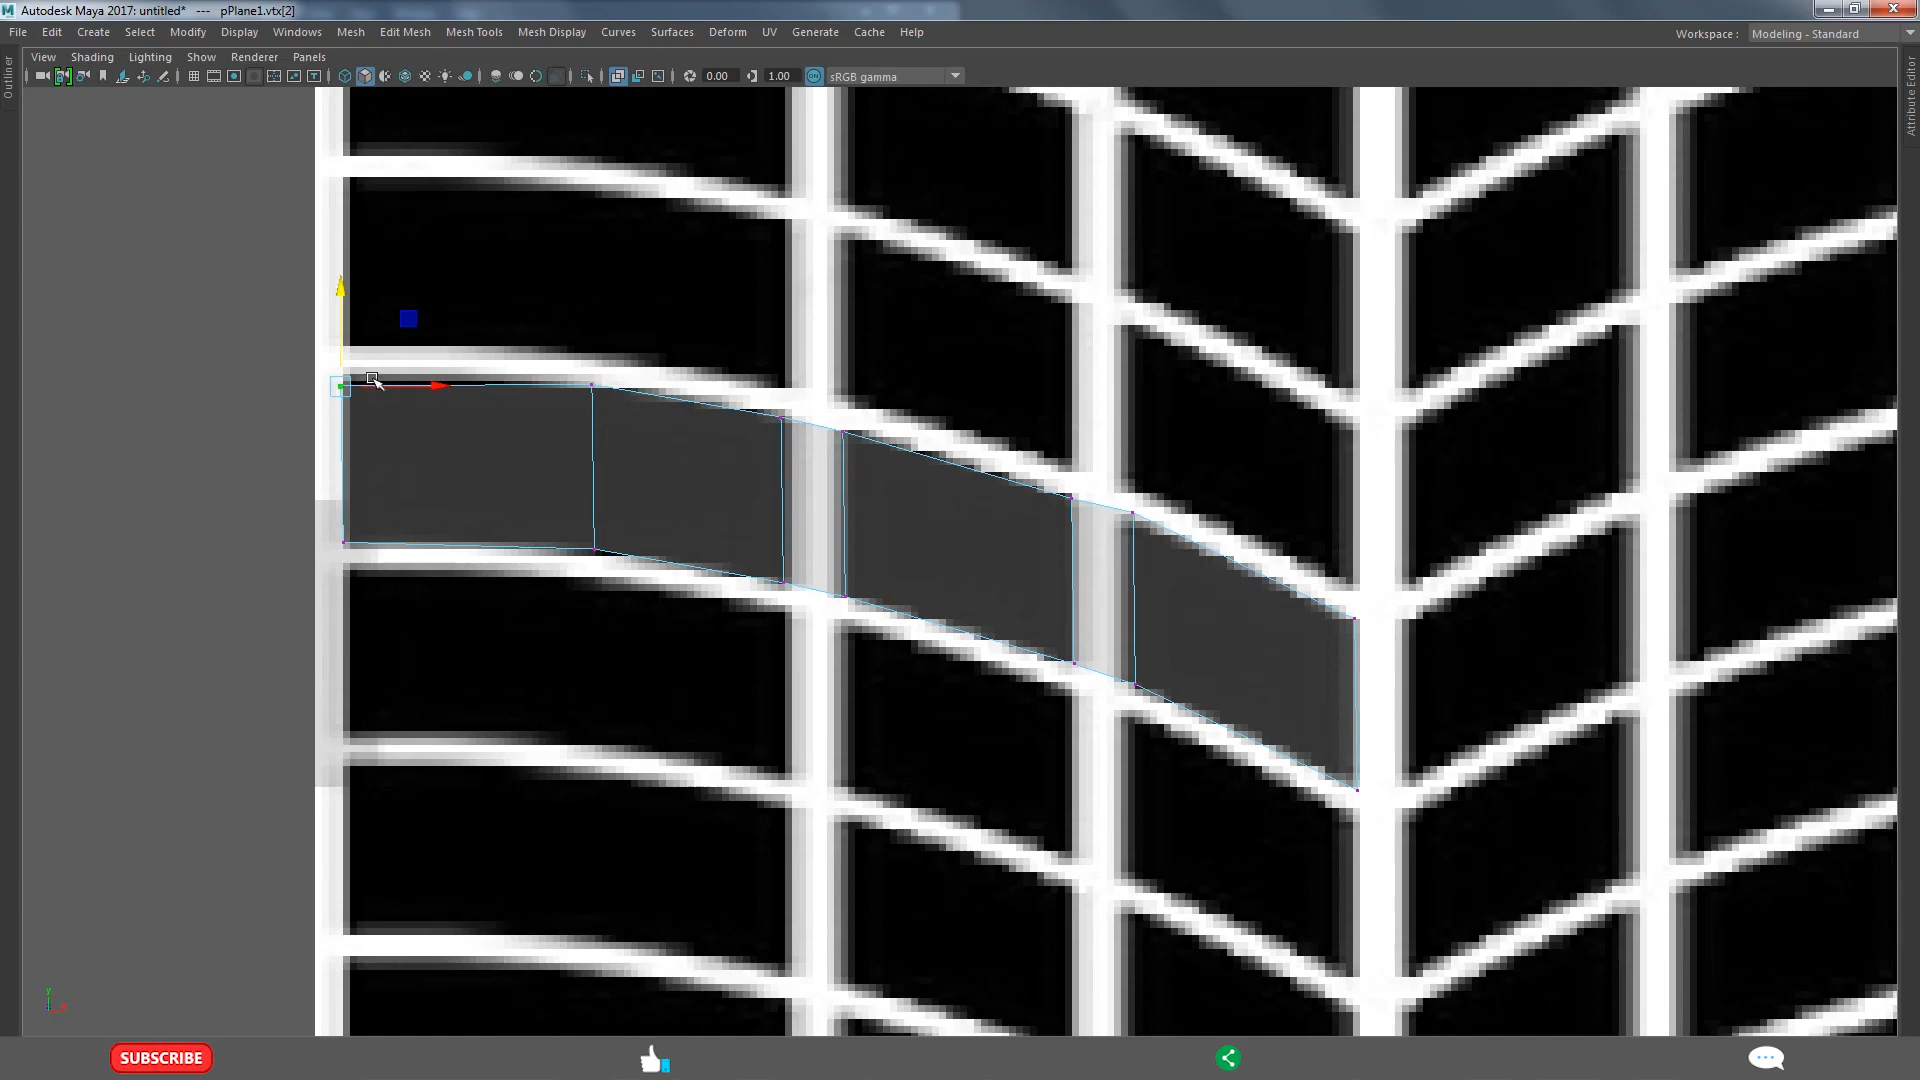 Autodesk Maya 2017: untitled* --- pPlane1.vtx[2]
File Edit Create Select Modify Display Windows Mesh Edit Mesh Mesh Tools Mesh Display Curves Surfaces Deform UV Generate Cache Help Workspace : Modeling - Standard
View Shading Lighting Show Renderer Panels
0.00 1.00 ON sRGB gamma
Outliner
Attribute Editor
y
SUBSCRIBE